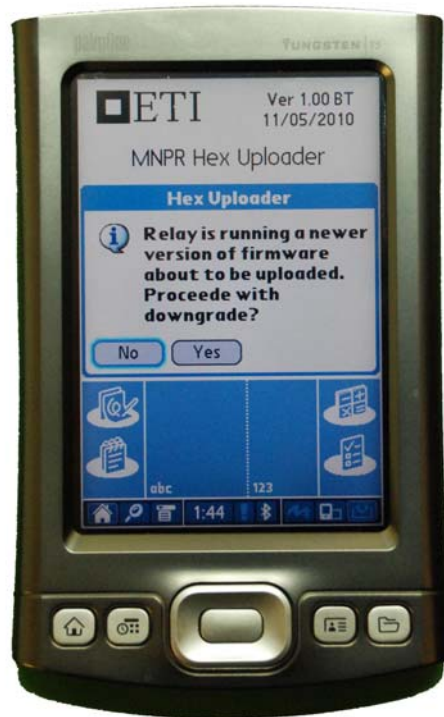 palmOne
TUNGSTEN T5
ETI
Ver 1.00 BT
11/05/2010
MNPR Hex Uploader
Hex Uploader
Relay is running a newer
version of firmware
about to be uploaded.
Proceede with
downgrade?
No Yes
abc 123
1:44